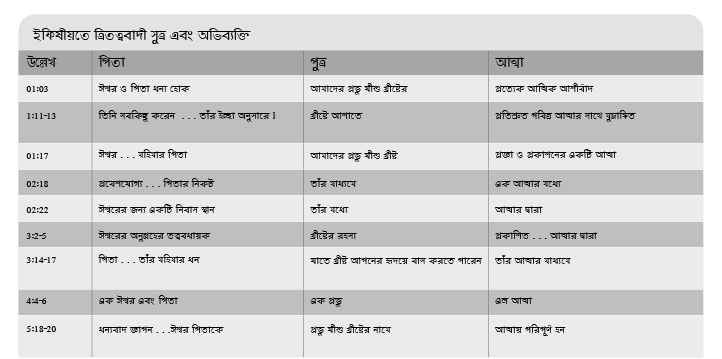 ইফিষীয়তে ত্রিতত্ববাদী সুত্র এবং অভিব্যক্তি
উল্লেখ পিতা পুত্র আত্মা
01:03 ঈশ্বর ও পিতা ধন্য হোক আমাদের প্রভু যীশু খ্রীষ্টের প্রত্যেক আত্মিক আশীর্বাদ
1:11-13 তিনি সবকিছু করেন . . . তাঁর ইচ্ছা অনুসারে l খ্রীষ্টে আশাতে প্রতিশ্রুত পবিত্র আত্মার সাথে মুদ্রাঙ্কিত
01:17 ঈশ্বর . . . মহিমার পিতা আমাদের প্রভু যীশু খ্রীষ্ট প্রজ্ঞা ও প্রকাশনের একটি আত্মা
02:18 প্রবেশযোগ্য . . . পিতার নিকট তাঁর মাধ্যমে এক আত্মার মধ্যে
02:22 ঈশ্বরের জন্য একটি নিবাস স্থান তাঁর মধ্যে আত্মার দ্বারা
3:2-5 ঈশ্বরের অনুগ্রহের তত্ত্বধায়ক খ্রীষ্টের রহস্য প্রকাশিত . . . আত্মার দ্বারা
3:14-17 পিতা . . . তাঁর মহিমার ধন যাতে খ্রীষ্ট আপনের হৃদয়ে বাস করতে পারেন তাঁর আত্মার মাধ্যমে
4:4-6 এক ঈশ্বর এবং পিতা এক প্রভু এল আত্মা
5:18-20 ধন্যবাদ জ্ঞাপন . . .ঈশ্বর পিতাকে প্রভু যীশু খ্রীষ্টের নামে আত্মায় পরিপূর্ণ হন